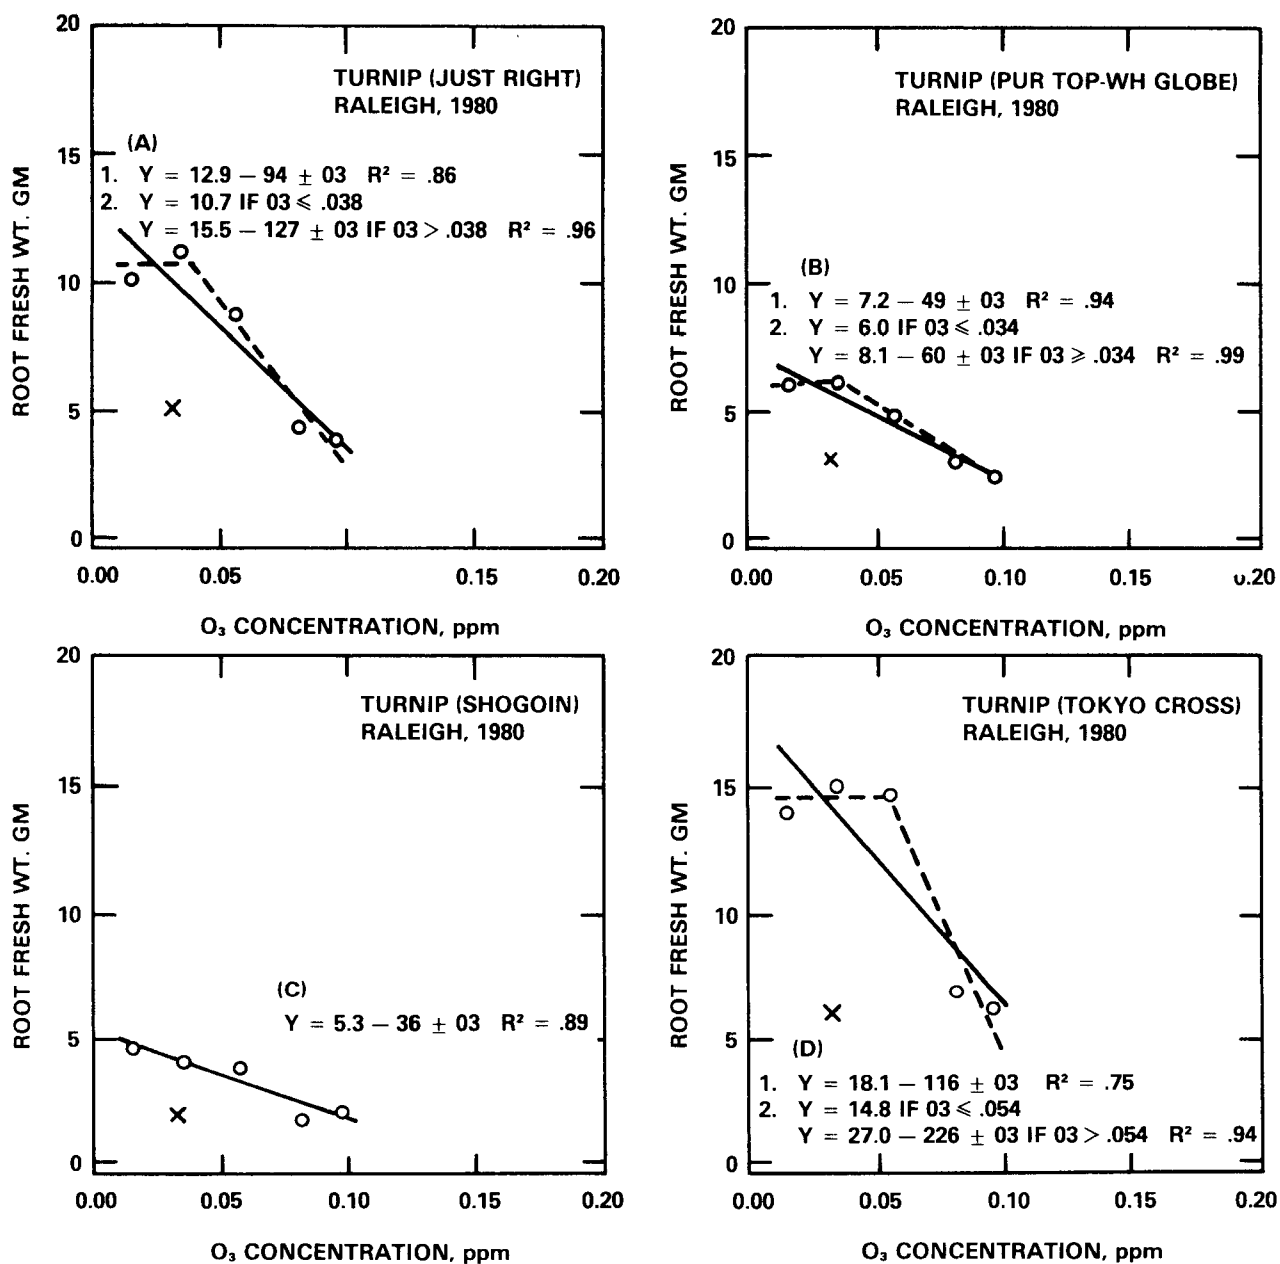 20
15
10
5
0
ROOT FRESH WT. GM
TURNIP (JUST RIGHT)
RALEIGH, 1980
(A)
1. Y = 12.9 – 94 ± 03 R² = .86
2. Y = 10.7 IF 03 ⩽ .038
Y = 15.5 – 127 ± 03 IF 03 > .038 R² = .96
0.00 0.05 0.10 0.15 0.20
O₃ CONCENTRATION, ppm
20
15
10
5
0
ROOT FRESH WT. GM
TURNIP (PUR TOP-WH GLOBE)
RALEIGH, 1980
(B)
1. Y = 7.2 – 49 ± 03 R² = .94
2. Y = 6.0 IF 03 ⩽ .034
Y = 8.1 – 60 ± 03 IF 03 ⩾ .034 R² = .99
0.00 0.05 0.10 0.15 0.20
O₃ CONCENTRATION, ppm
20
15
10
5
0
ROOT FRESH WT. GM
TURNIP (SHOGOIN)
RALEIGH, 1980
(C)
Y = 5.3 – 36 ± 03 R² = .89
0.00 0.05 0.10 0.15 0.20
O₃ CONCENTRATION, ppm
20
15
10
5
0
ROOT FRESH WT. GM
TURNIP (TOKYO CROSS)
RALEIGH, 1980
(D)
1. Y = 18.1 – 116 ± 03 R² = .75
2. Y = 14.8 IF 03 ⩽ .054
Y = 27.0 – 226 ± 03 IF 03 > .054 R² = .94
0.00 0.05 0.10 0.15 0.20
O₃ CONCENTRATION, ppm